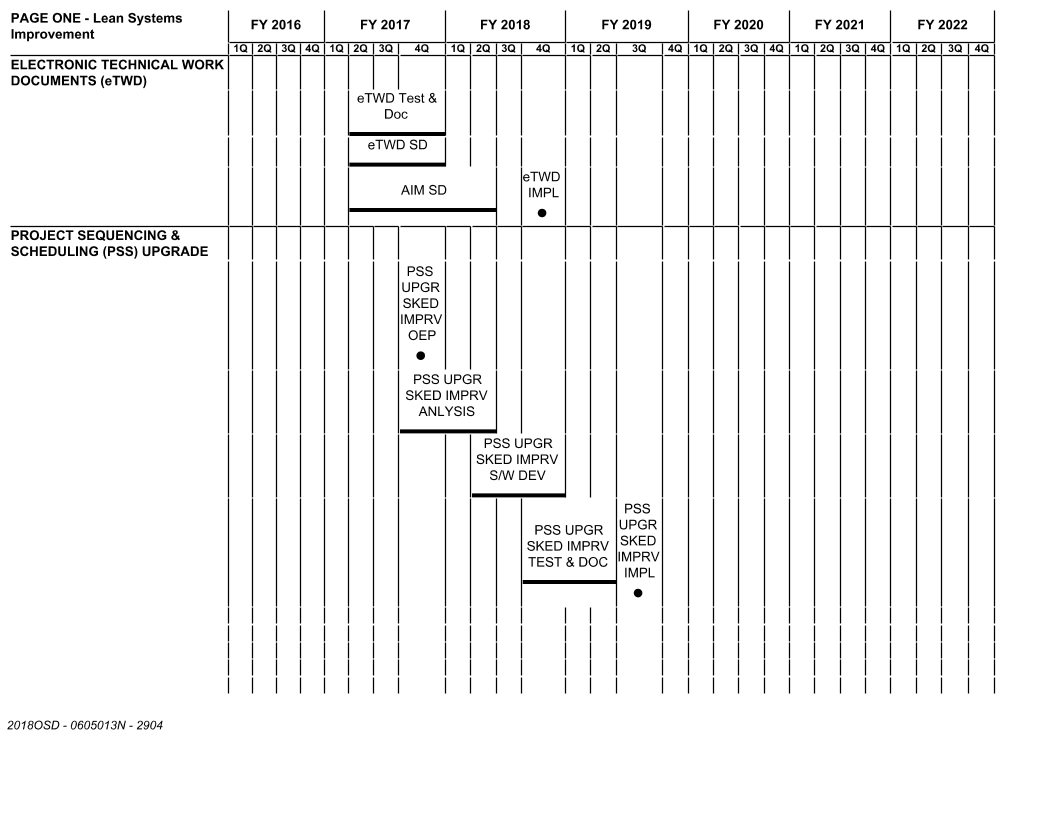 PAGE ONE - Lean Systems
Improvement
FY 2016 FY 2017 FY 2018 FY 2019 FY 2020 FY 2021 FY 2022
1Q 2Q 3Q 4Q 1Q 2Q 3Q 4Q 1Q 2Q 3Q 4Q 1Q 2Q 3Q 4Q 1Q 2Q 3Q 4Q 1Q 2Q 3Q 4Q 1Q 2Q 3Q 4Q
ELECTRONIC TECHNICAL WORK
DOCUMENTS (eTWD)
eTWD Test &
Doc
eTWD SD
AIM SD
eTWD
IMPL
PROJECT SEQUENCING &
SCHEDULING (PSS) UPGRADE
PSS
UPGR
SKED
IMPRV
OEP
PSS UPGR
SKED IMPRV
ANLYSIS
PSS UPGR
SKED IMPRV
S/W DEV
PSS UPGR
SKED IMPRV
TEST & DOC
PSS
UPGR
SKED
IMPRV
IMPL
2018OSD - 0605013N - 2904